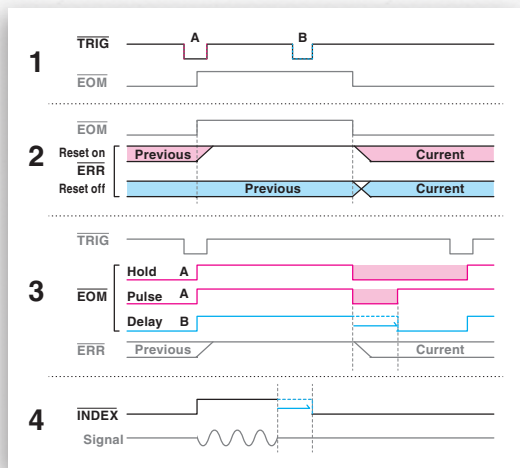 1
TRIG A B
EOM
2
EOM
Reset on Previous Current
ERR
Reset off Previous Current
3
TRIG
Hold A
EOM Pulse A
Delay B
ERR Previous Current
4
INDEX
Signal